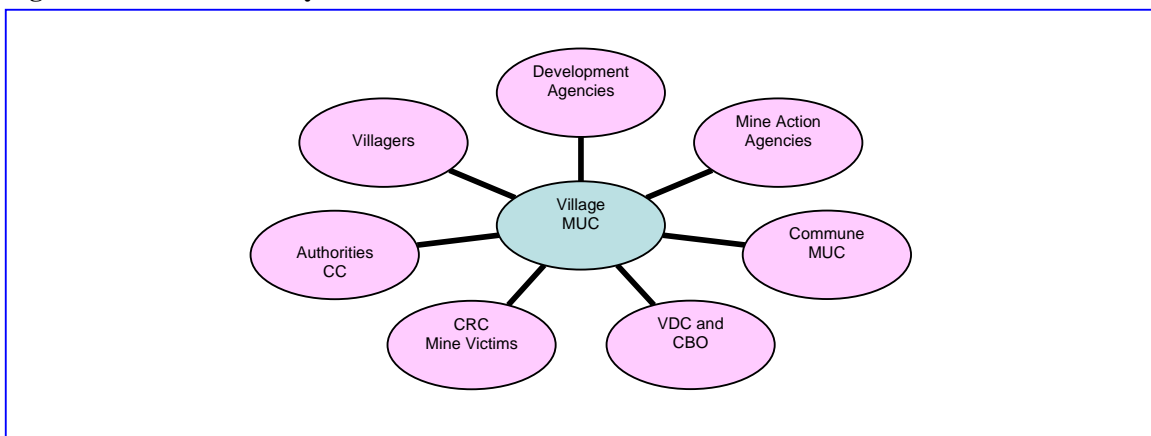 Development
Agencies
Mine Action
Agencies
Villagers
Village
MUC
Commune
MUC
Authorities
CC
CRC
Mine Victims
VDC and
CBO